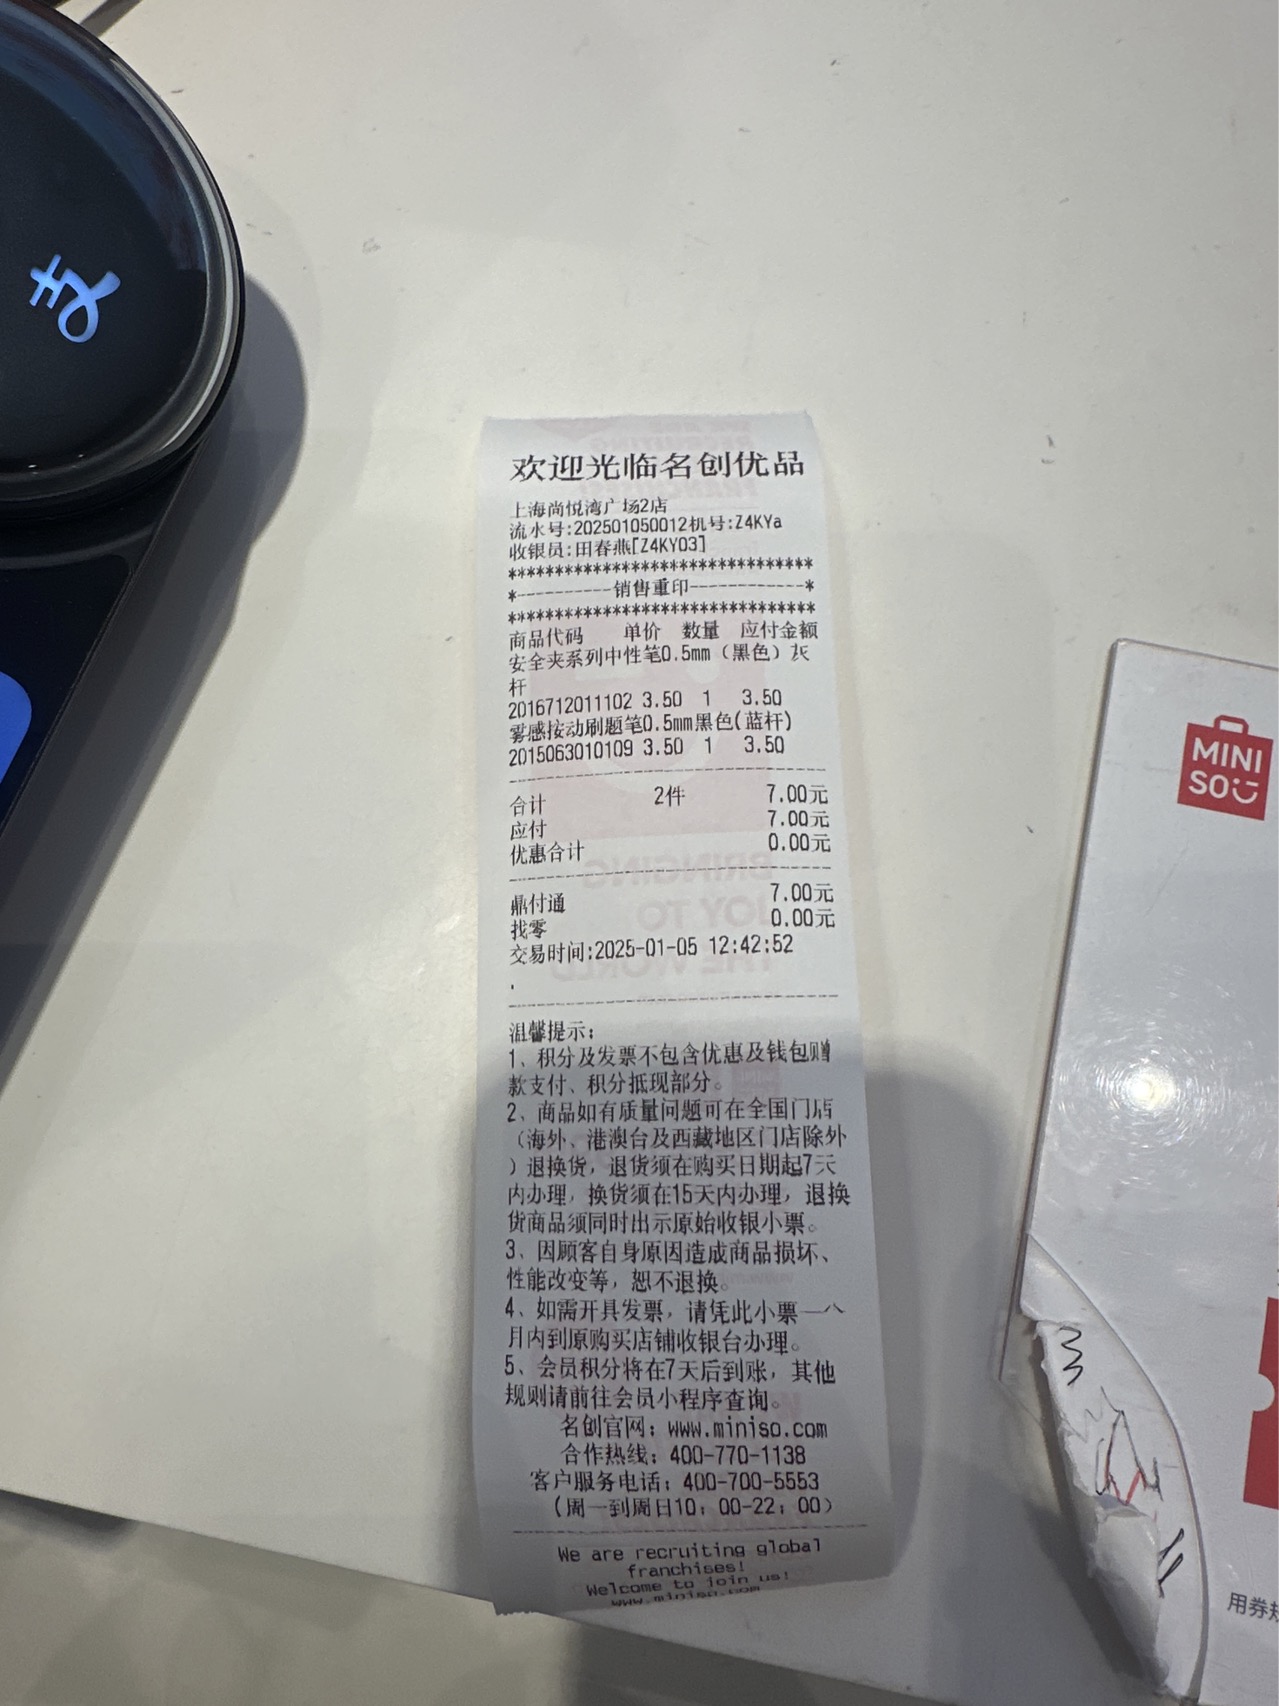 支
欢迎光临名创优品
上海尚悦湾广场2店
流水号:202501050012机号:Z4KYa
收银员:田春燕[Z4KY03]
********************************
*----------销售重印------------*
********************************
商品代码 单价 数量 应付金额
安全夹系列中性笔0.5mm（黑色）灰
杆
2016712011102 3.50 1 3.50
雾感按动刷题笔0.5mm黑色(蓝杆)
2015063010109 3.50 1 3.50
合计 2件 7.00元
应付 7.00元
优惠合计 0.00元
鼎付通 7.00元
找零 0.00元
交易时间:2025-01-05 12:42:52
.
温馨提示：
1、积分及发票不包含优惠及钱包赠
款支付、积分抵现部分。
2、商品如有质量问题可在全国门店
（海外、港澳台及西藏地区门店除外
）退换货，退货须在购买日期起7天
内办理，换货须在15天内办理，退换
货商品须同时出示原始收银小票。
3、因顾客自身原因造成商品损坏、
性能改变等，恕不退换。
4、如需开具发票，请凭此小票一个
月内到原购买店铺收银台办理。
5、会员积分将在7天后到账，其他
规则请前往会员小程序查询。
名创官网：www.miniso.com
合作热线：400-770-1138
客户服务电话：400-700-5553
（周一到周日10：00-22：00）
We are recruiting global
franchises!
Welcome to join us!
www.miniso.com
MINI
SO
3
用券规